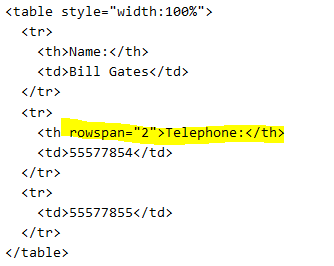 <table style="width:100%">
  <tr>
    <th>Name:</th>
    <td>Bill Gates</td>
  </tr>
  <tr>
    <th rowspan="2">Telephone:</th>
    <td>55577854</td>
  </tr>
  <tr>
    <td>55577855</td>
  </tr>
</table>